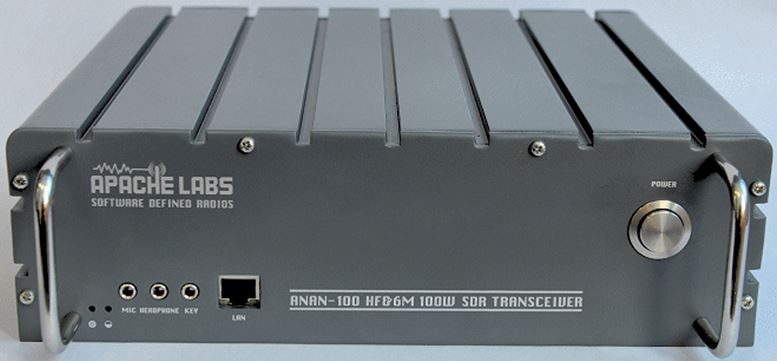 APACHE LABS
SOFTWARE DEFINED RADIOS
POWER
MIC HEADPHONE KEY
LAN
ANAN-100 HF&6M 100W SDR TRANSCEIVER